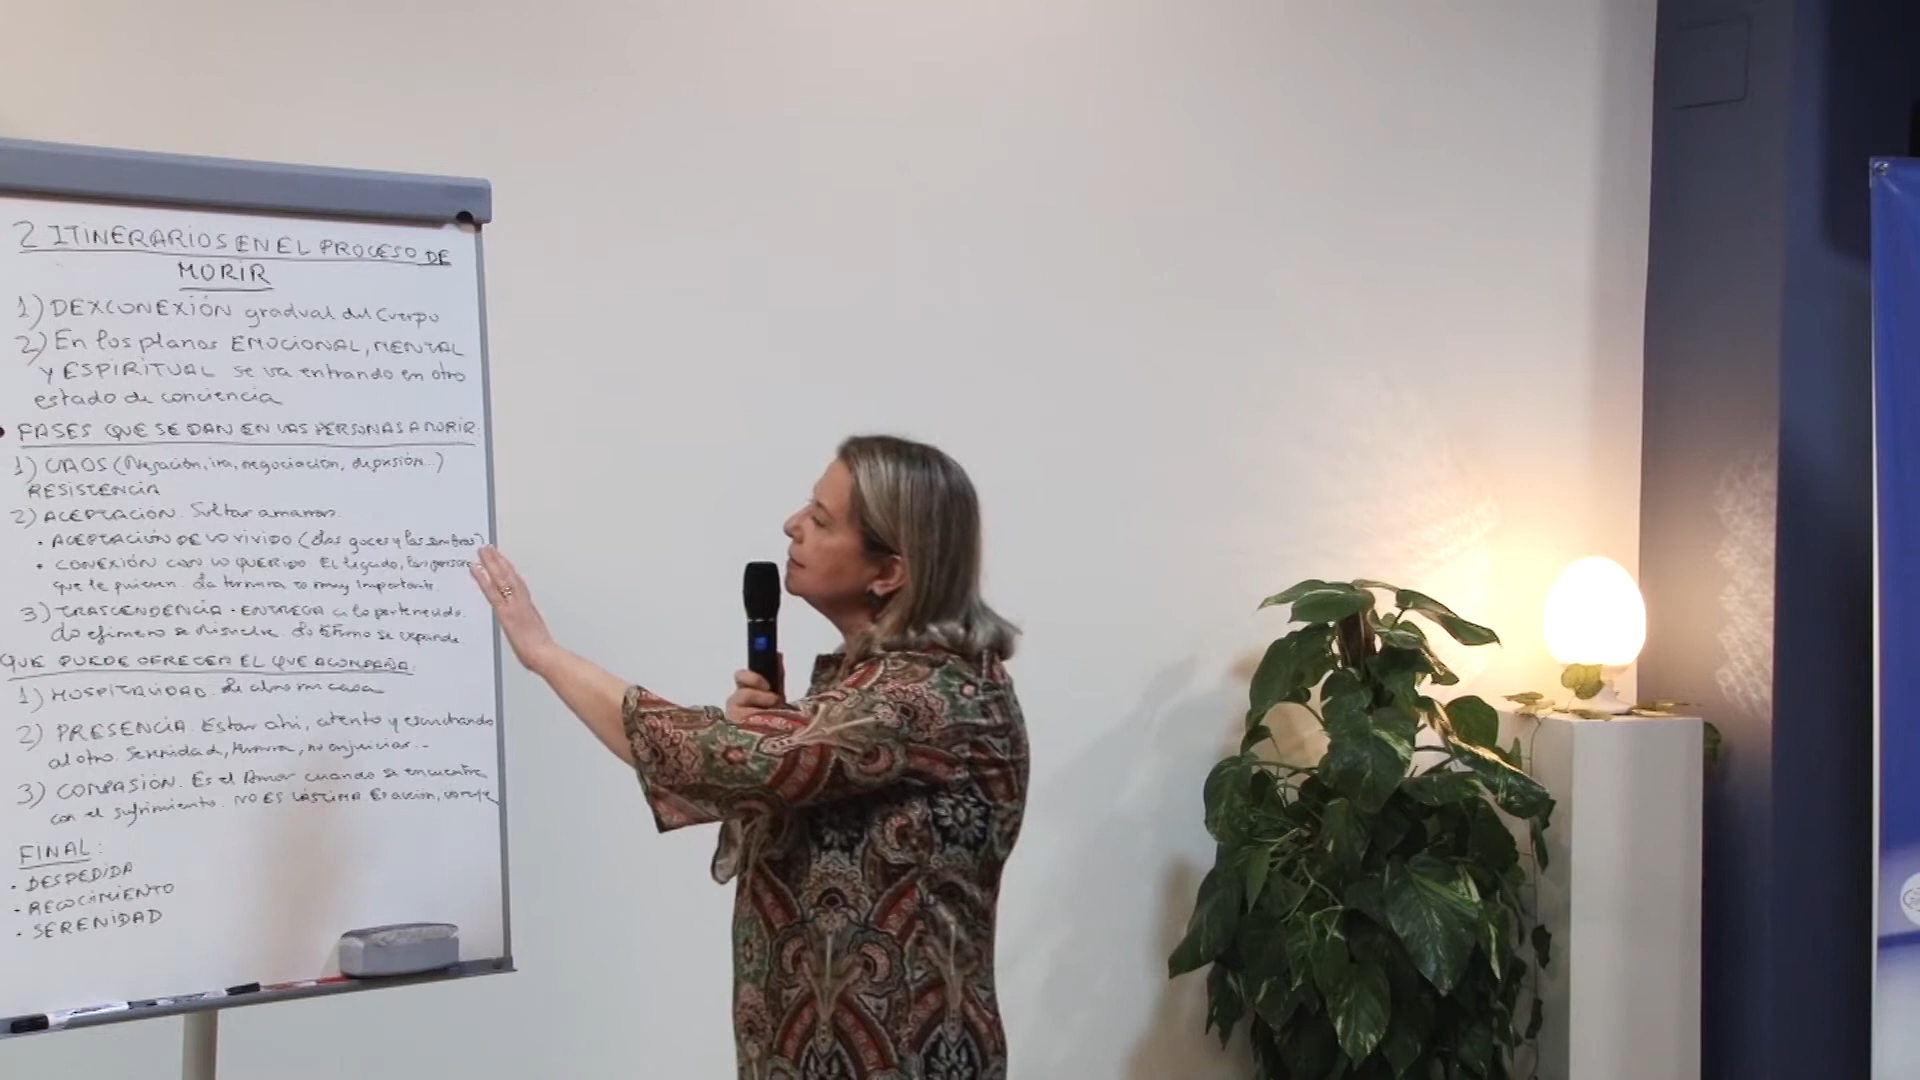 2 ITINERARIOS EN EL PROCESO DE
MORIR
1) DEXCONEXIÓN gradual del Cuerpo
2) En los planos EMOCIONAL, MENTAL
Y ESPIRITUAL se va entrando en otro
estado de conciencia
• FASES QUE SE DAN EN LAS PERSONAS A MORIR:
1) CAOS (Negación, ira, negociación, depresión..)
RESISTENCIA
2) ACEPTACIÓN. Soltar amarras.
• ACEPTACIÓN DE LO VIVIDO (Las goces y las sombras)
• CONEXIÓN CON LO QUERIDO. El legado, las
que le quieren. La ternura es muy importante.
3) TRASCENDENCIA • ENTREGA a lo
Lo efímero se disuelve. Lo Eterno se expande
QUE PUEDE OFRECER EL QUE ACOMPAÑA:
1) HOSPITALIDAD. Le abro mi casa
2) PRESENCIA. Estar ahí, atento y escuchando
al otro. Serenidad, ternura, no enjuiciar...
3) COMPASIÓN. Es el Amor cuando se encuentra
con el sufrimiento. NO ES LÁSTIMA Es acción, coraje
FINAL:
• DESPEDIDA
• RECOCIMIENTO
• SERENIDAD